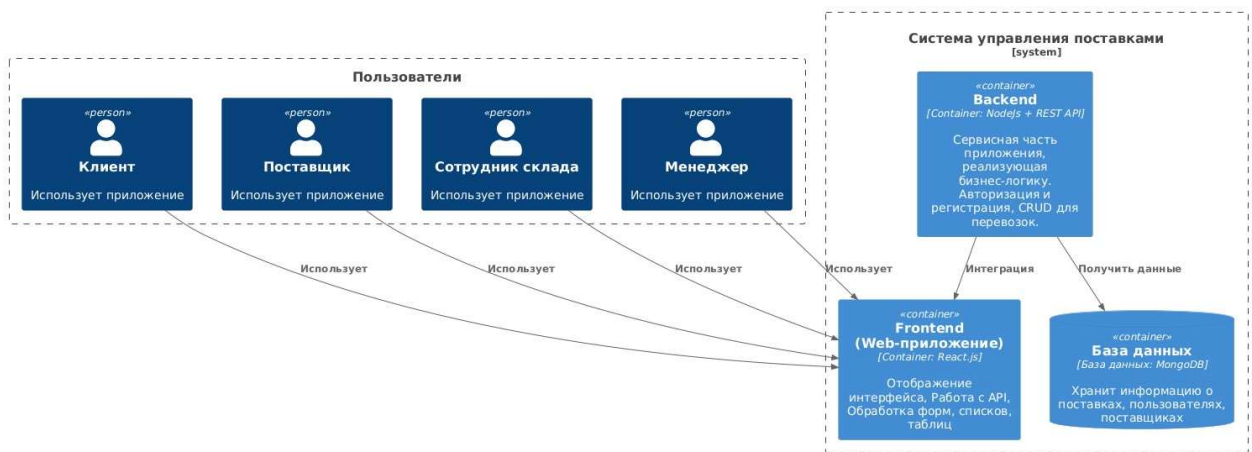 Система управления поставками
[system]
Пользователи
«person»
Клиент
Использует приложение
«person»
Поставщик
Использует приложение
«person»
Сотрудник склада
Использует приложение
«person»
Менеджер
Использует приложение
«container»
Backend
[Container: NodeJs + REST API]
Сервисная часть
приложения,
реализующая
бизнес-логику.
Авторизация и
регистрация, CRUD для
перевозок.
Использует
Использует
Использует
Использует
Интеграция
Получить данные
«container»
Frontend
(Web-приложение)
[Container: React.js]
Отображение
интерфейса, Работа с API,
Обработка форм, списков,
таблиц
«container»
База данных
[База данных: MongoDB]
Хранит информацию о
поставках, пользователях,
поставщиках